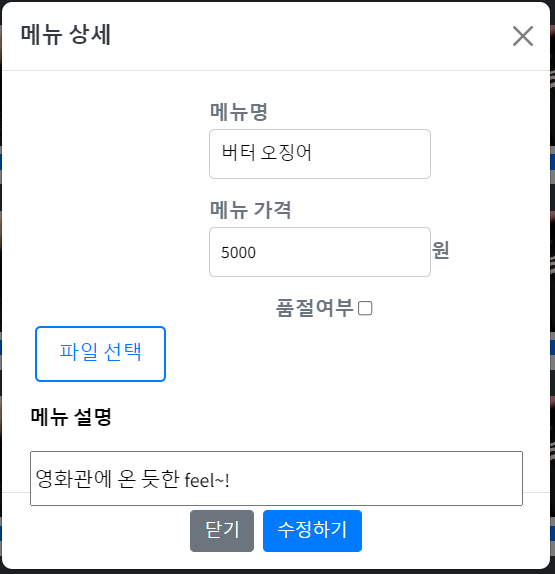 메뉴 상세
메뉴명
버터 오징어
메뉴 가격
5000 원
품절여부
파일 선택
메뉴 설명
영화관에 온 듯한 feel~!
닫기 수정하기